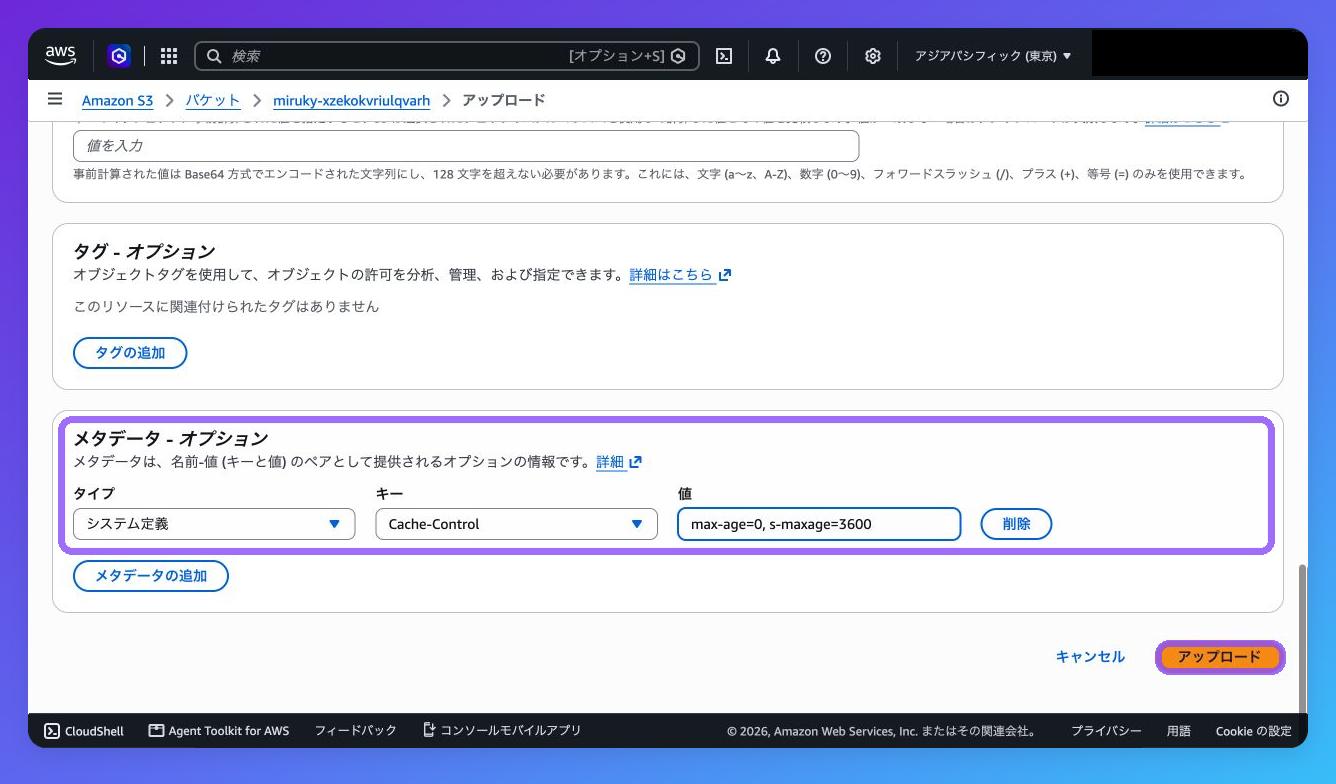 aws
検索
[オプション+S]
アジアパシフィック (東京)
Amazon S3
バケット
miruky-xzekokvriulqvarh
アップロード
値を入力
事前計算された値は Base64 方式でエンコードされた文字列にし、128 文字を超えない必要があります。これには、文字 (a～z、A-Z)、数字 (0～9)、フォワードスラッシュ (/)、プラス (+)、等号 (=) のみを使用できます。
タグ - オプション
オブジェクトタグを使用して、オブジェクトの許可を分析、管理、および指定できます。 詳細はこちら
このリソースに関連付けられたタグはありません
タグの追加
メタデータ - オプション
メタデータは、名前-値 (キーと値) のペアとして提供されるオプションの情報です。 詳細
タイプ
キー
値
システム定義
Cache-Control
max-age=0, s-maxage=3600
削除
メタデータの追加
キャンセル
アップロード
CloudShell
Agent Toolkit for AWS
フィードバック
コンソールモバイルアプリ
© 2026, Amazon Web Services, Inc. またはその関連会社。
プライバシー
用語
Cookie の設定